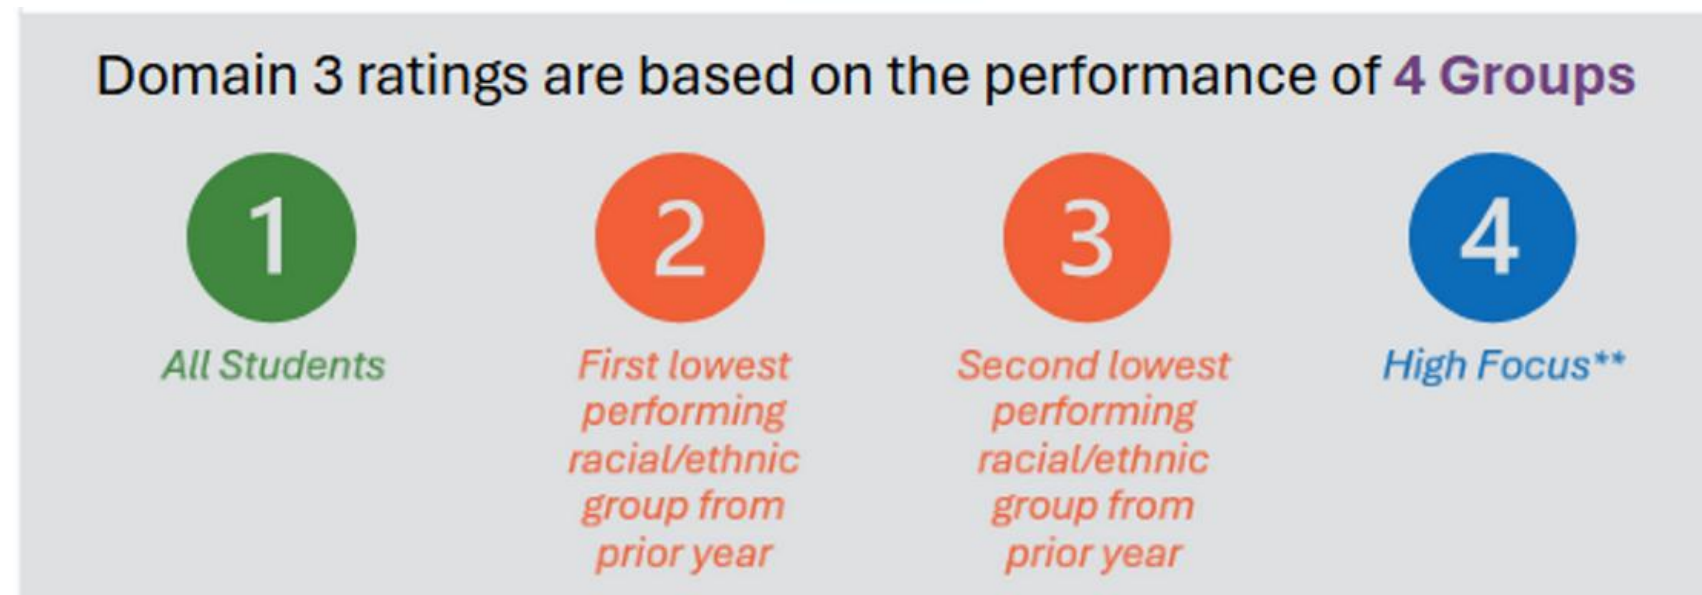 Domain 3 ratings are based on the performance of 4 Groups
1
All Students
2
First lowest
performing
racial/ethnic
group from
prior year
3
Second lowest
performing
racial/ethnic
group from
prior year
4
High Focus**